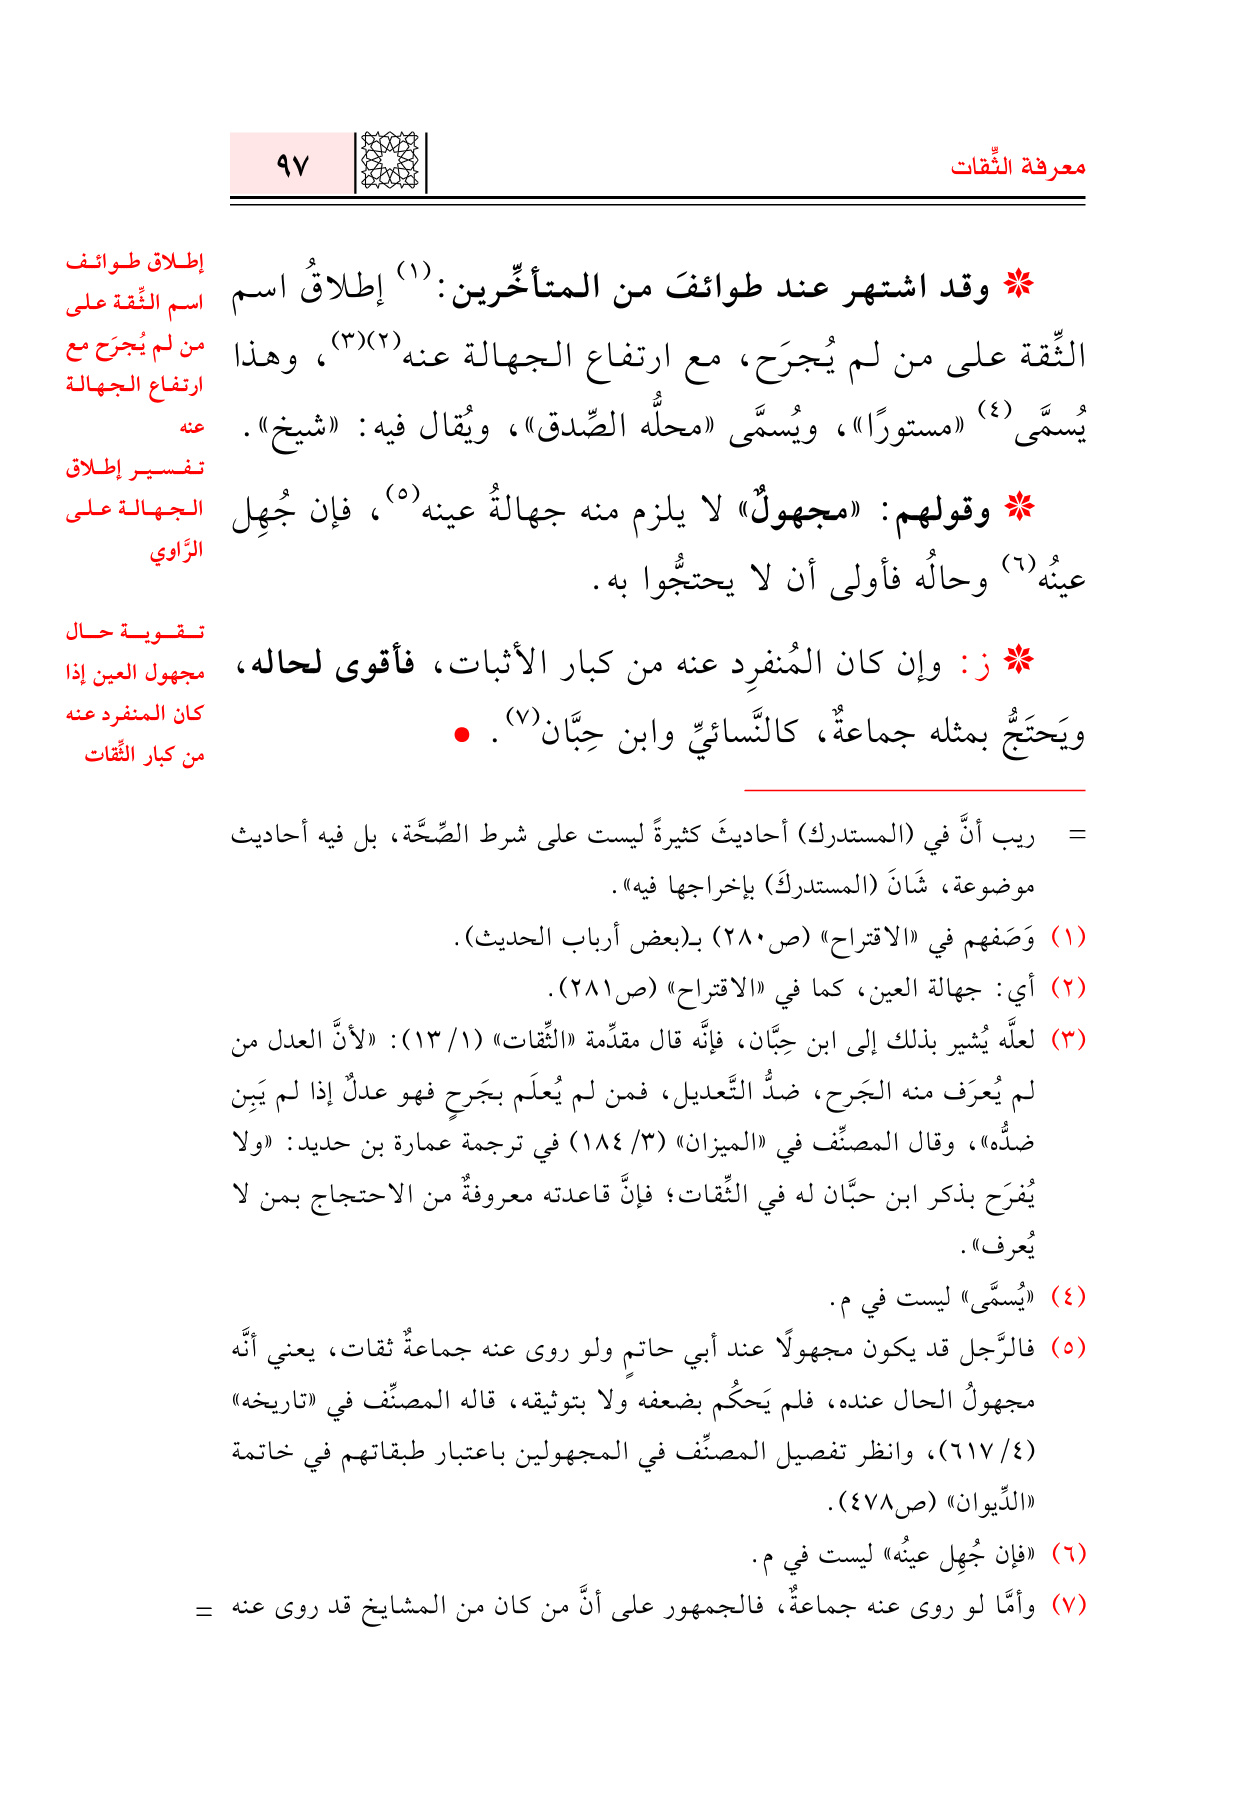 معرفة الثِّقات
٩٧
❋ وقد اشتهر عند طوائفَ من المتأخِّرين:(١) إطلاقُ اسم
الثِّقة على من لم يُجرَح، مع ارتفاع الجهالة عنه(٢)(٣)، وهذا
يُسمَّى(٤) «مستورًا»، ويُسمَّى «محلُّه الصِّدق»، ويُقال فيه: «شيخ».
❋ وقولهم: «مجهولٌ» لا يلزم منه جهالةُ عينه(٥)، فإن جُهِل
عينُه(٦) وحالُه فأولى أن لا يحتجُّوا به.
❋ ز: وإن كان المُنفرِد عنه من كبار الأثبات، فأقوى لحاله،
ويَحتَجُّ بمثله جماعةٌ، كالنَّسائيِّ وابن حِبَّان(٧). ●
إطلاق طوائف
اسم الثِّقة على
من لم يُجرَح مع
ارتفاع الجهالة
عنه
تفسير إطلاق
الجهالة على
الرَّاوي
تقوية حال
مجهول العين إذا
كان المنفرد عنه
من كبار الثِّقات
= ريب أنَّ في (المستدرك) أحاديثَ كثيرةً ليست على شرط الصِّحَّة، بل فيه أحاديث
موضوعة، شَانَ (المستدركَ) بإخراجها فيه».
(١) وَصَفهم في «الاقتراح» (ص٢٨٠) بـ(بعض أرباب الحديث).
(٢) أي: جهالة العين، كما في «الاقتراح» (ص٢٨١).
(٣) لعلَّه يُشير بذلك إلى ابن حِبَّان، فإنَّه قال مقدِّمة «الثِّقات» (١/ ١٣): «لأنَّ العدل من
لم يُعرَف منه الجَرح، ضدُّ التَّعديل، فمن لم يُعلَم بجَرحٍ فهو عدلٌ إذا لم يَبِن
ضدُّه»، وقال المصنِّف في «الميزان» (٣/ ١٨٤) في ترجمة عمارة بن حديد: «ولا
يُفرَح بذكر ابن حبَّان له في الثِّقات؛ فإنَّ قاعدته معروفةٌ من الاحتجاج بمن لا
يُعرف».
(٤) «يُسمَّى» ليست في م.
(٥) فالرَّجل قد يكون مجهولًا عند أبي حاتمٍ ولو روى عنه جماعةٌ ثقات، يعني أنَّه
مجهولُ الحال عنده، فلم يَحكُم بضعفه ولا بتوثيقه، قاله المصنِّف في «تاريخه»
(٤/ ٦١٧)، وانظر تفصيل المصنِّف في المجهولين باعتبار طبقاتهم في خاتمة
«الدِّيوان» (ص٤٧٨).
(٦) «فإن جُهِل عينُه» ليست في م.
(٧) وأمَّا لو روى عنه جماعةٌ، فالجمهور على أنَّ من كان من المشايخ قد روى عنه =